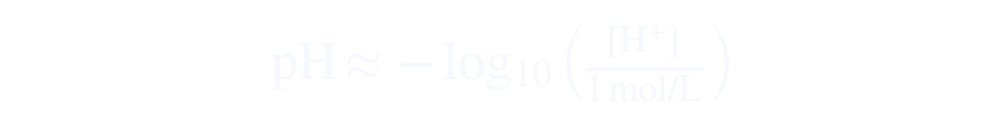 pH ≈ − log₁₀ ([H⁺] / 1 mol/L)